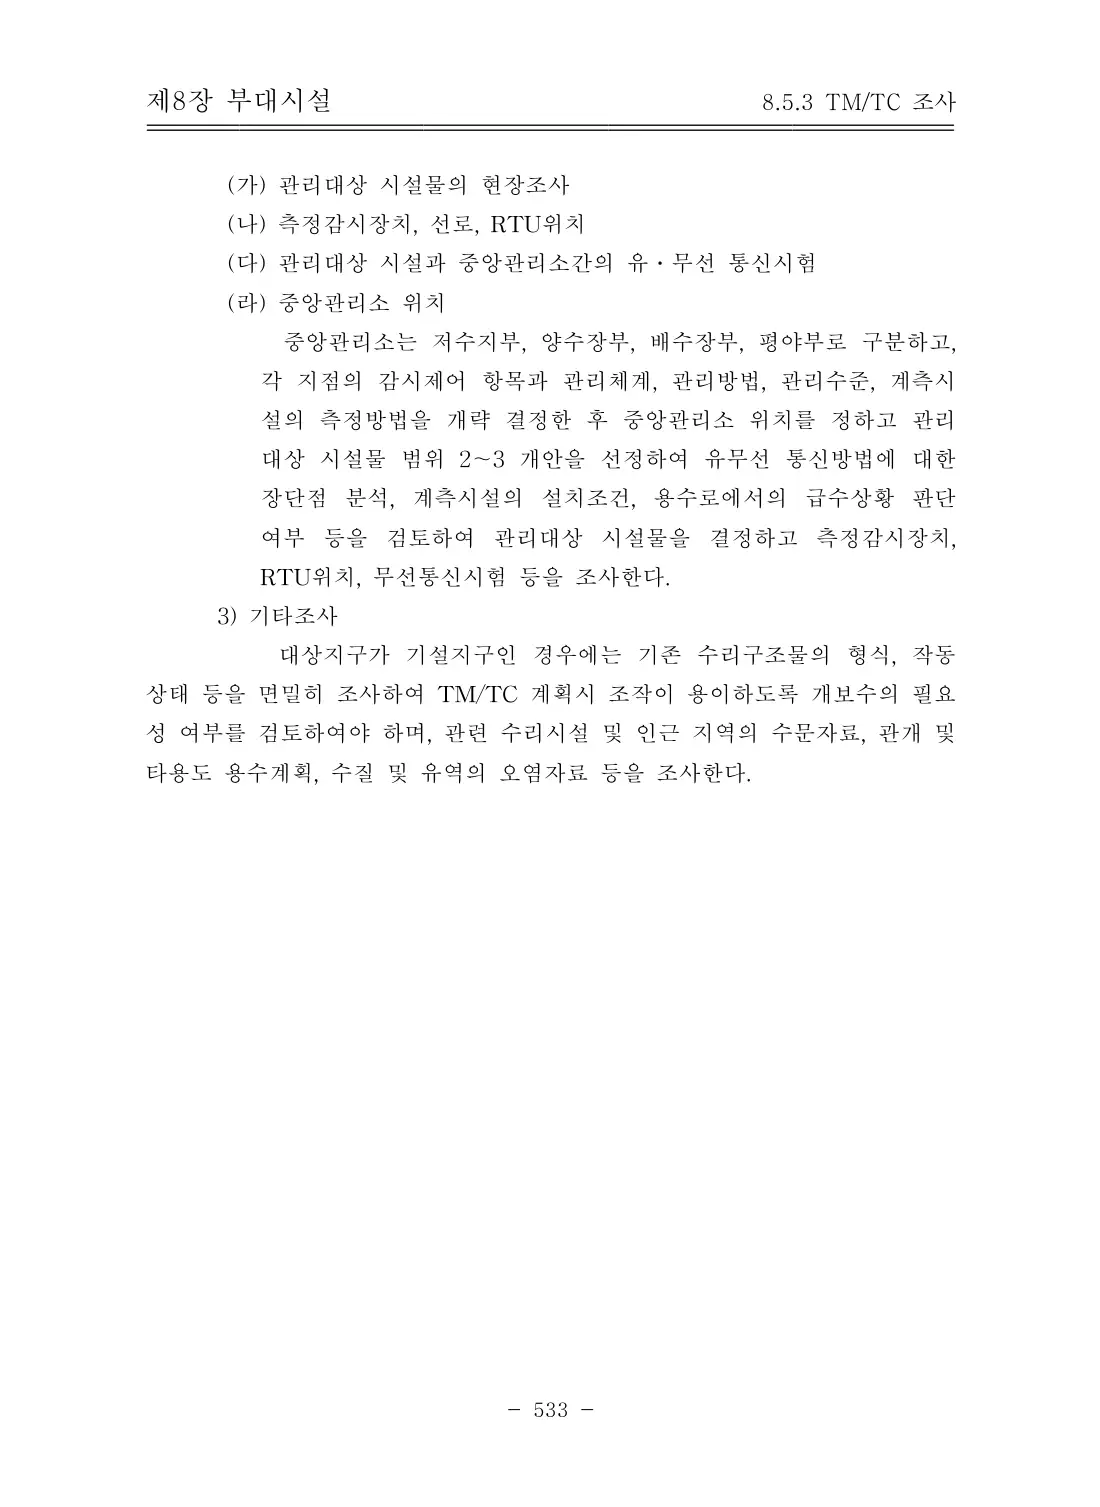 제8장 부대시설
8.5.3 TM/TC 조사
(가) 관리대상 시설물의 현장조사
(나) 측정감시장치, 선로, RTU위치
(다) 관리대상 시설과 중앙관리소간의 유·무선 통신시험
(라) 중앙관리소 위치
중앙관리소는 저수지부, 양수장부, 배수장부, 평야부로 구분하고,
각 지점의 감시제어 항목과 관리체계, 관리방법, 관리수준, 계측시
설의 측정방법을 개략 결정한 후 중앙관리소 위치를 정하고 관리
대상 시설물 범위 2~3 개안을 선정하여 유무선 통신방법에 대한
장단점 분석, 계측시설의 설치조건, 용수로에서의 급수상황 판단
여부 등을 검토하여 관리대상 시설물을 결정하고 측정감시장치,
RTU위치, 무선통신시험 등을 조사한다.
3) 기타조사
대상지구가 기설지구인 경우에는 기존 수리구조물의 형식, 작동
상태 등을 면밀히 조사하여 TM/TC 계획시 조작이 용이하도록 개보수의 필요
성 여부를 검토하여야 하며, 관련 수리시설 및 인근 지역의 수문자료, 관개 및
타용도 용수계획, 수질 및 유역의 오염자료 등을 조사한다.
- 533 -